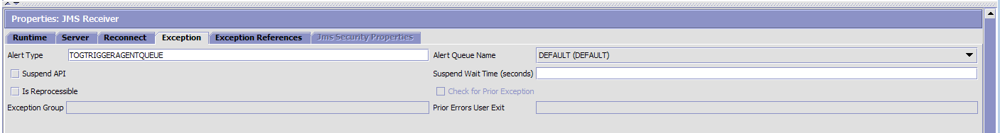 Properties: JMS Receiver
Runtime Server Reconnect Exception Exception References Jms Security Properties
Alert Type TOGTRIGGERAGENTQUEUE Alert Queue Name DEFAULT (DEFAULT)
Suspend API Suspend Wait Time (seconds)
Is Reprocessible Check for Prior Exception
Exception Group Prior Errors User Exit